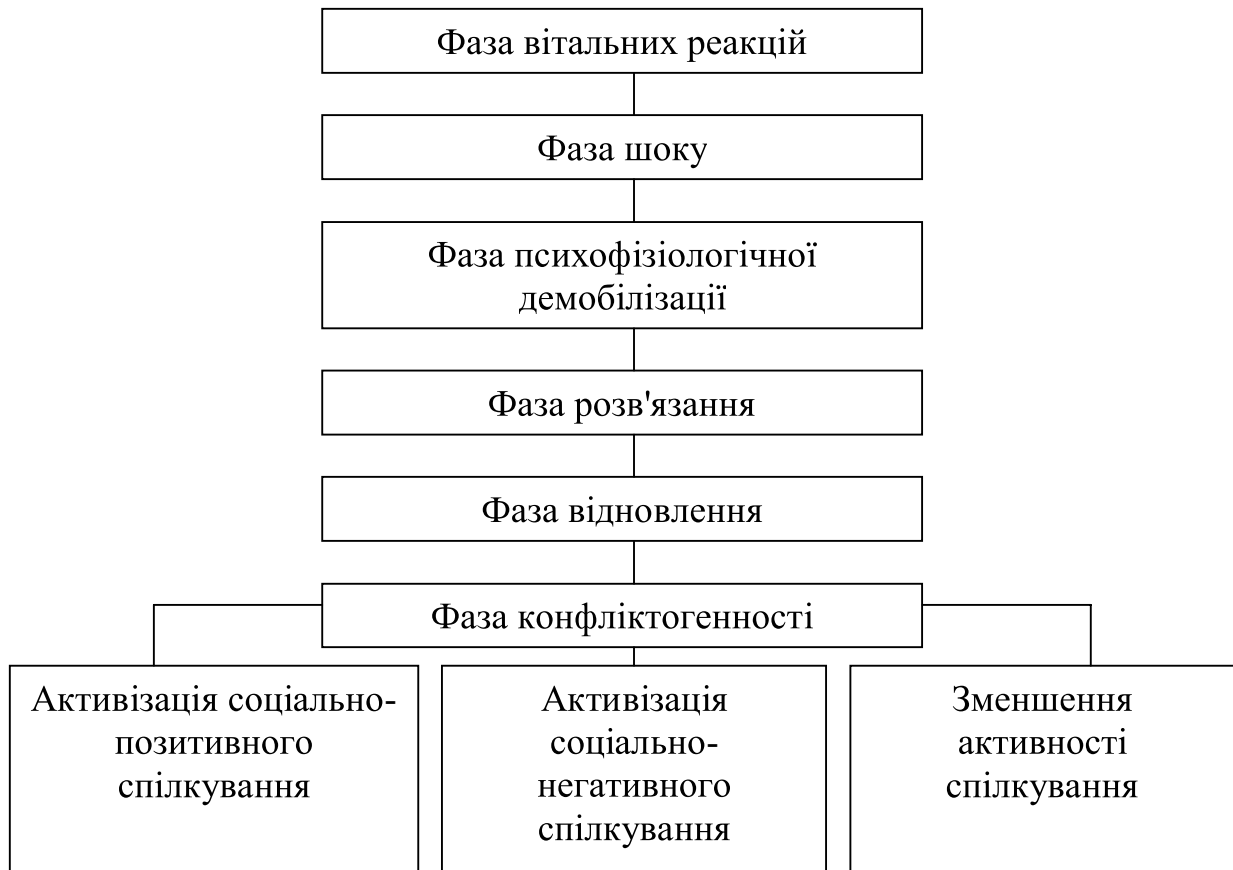 Фаза вітальних реакцій
Фаза шоку
Фаза психофізіологічної
демобілізації
Фаза розв'язання
Фаза відновлення
Фаза конфліктогенності
Активізація соціально-
позитивного
спілкування
Активізація
соціально-
негативного
спілкування
Зменшення
активності
спілкування